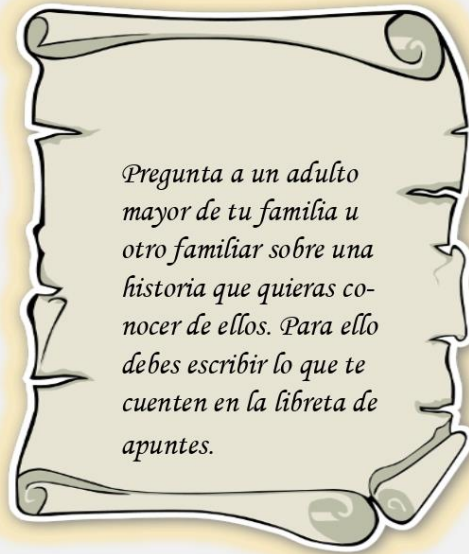 Pregunta a un adulto
mayor de tu familia u
otro familiar sobre una
historia que quieras co-
nocer de ellos. Para ello
debes escribir lo que te
cuenten en la libreta de
apuntes.